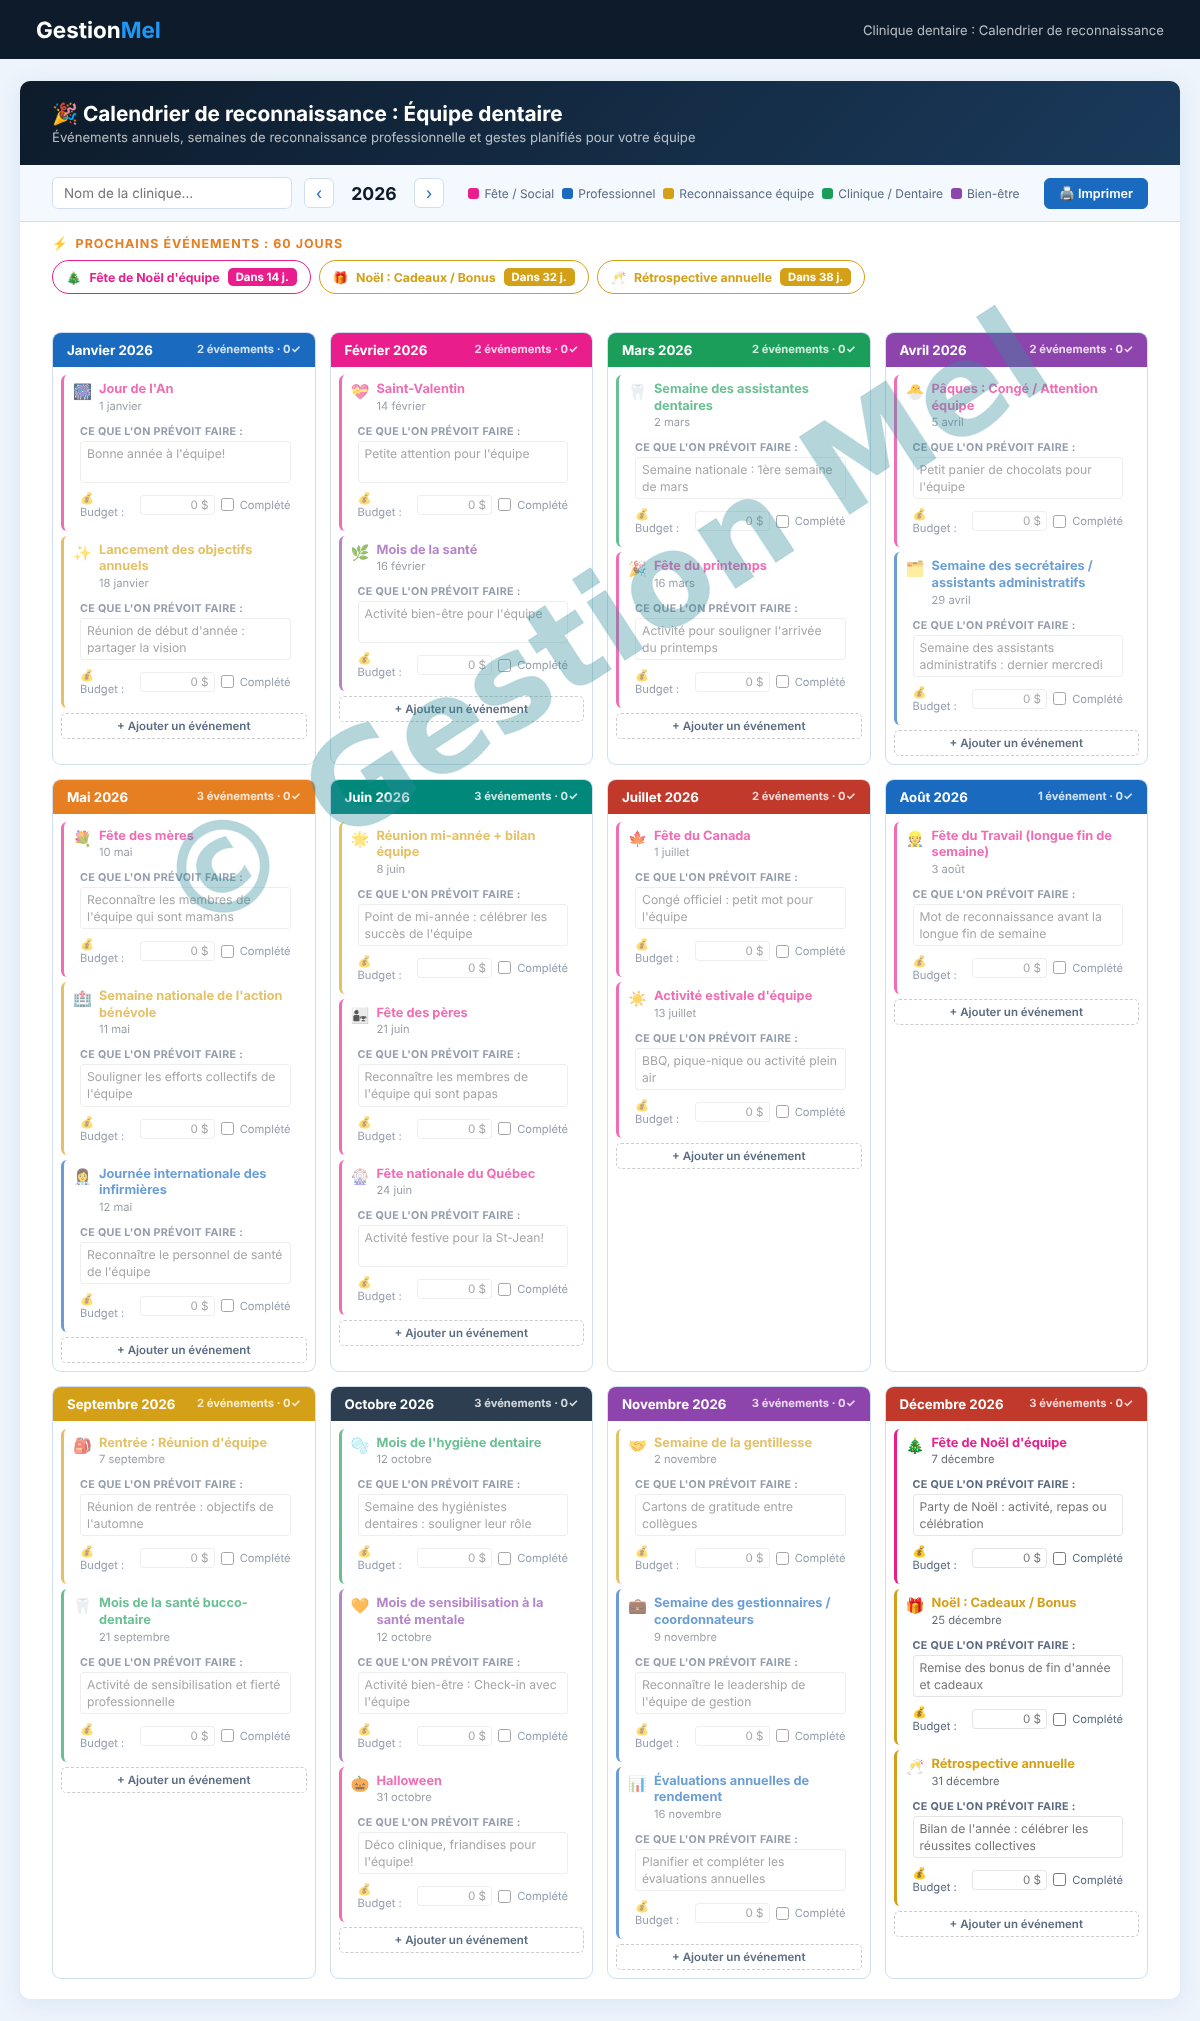 GestionMel
Clinique dentaire : Calendrier de reconnaissance
🎉 Calendrier de reconnaissance : Équipe dentaire
Événements annuels, semaines de reconnaissance professionnelle et gestes planifiés pour votre équipe
Nom de la clinique...
‹ 2026 ›
Fête / Social
Professionnel
Reconnaissance équipe
Clinique / Dentaire
Bien-être
🖨️ Imprimer
⚡ PROCHAINS ÉVÉNEMENTS : 60 JOURS
🎄 Fête de Noël d'équipe Dans 14 j.
🎁 Noël : Cadeaux / Bonus Dans 32 j.
🥂 Rétrospective annuelle Dans 38 j.
© Gestion Mel
Janvier 2026 2 événements · 0✓
Jour de l'An
1 janvier
CE QUE L'ON PRÉVOIT FAIRE :
Bonne année à l'équipe!
💰
Budget : 0 $ Complété
Lancement des objectifs
annuels
18 janvier
CE QUE L'ON PRÉVOIT FAIRE :
Réunion de début d'année :
partager la vision
💰
Budget : 0 $ Complété
+ Ajouter un événement
Février 2026 2 événements · 0✓
Saint-Valentin
14 février
CE QUE L'ON PRÉVOIT FAIRE :
Petite attention pour l'équipe
💰
Budget : 0 $ Complété
Mois de la santé
16 février
CE QUE L'ON PRÉVOIT FAIRE :
Activité bien-être pour l'équipe
💰
Budget : 0 $ Complété
+ Ajouter un événement
Mars 2026 2 événements · 0✓
Semaine des assistantes
dentaires
2 mars
CE QUE L'ON PRÉVOIT FAIRE :
Semaine nationale : 1ère semaine
de mars
💰
Budget : 0 $ Complété
Fête du printemps
16 mars
CE QUE L'ON PRÉVOIT FAIRE :
Activité pour souligner l'arrivée
du printemps
💰
Budget : 0 $ Complété
+ Ajouter un événement
Avril 2026 2 événements · 0✓
Pâques : Congé / Attention
équipe
5 avril
CE QUE L'ON PRÉVOIT FAIRE :
Petit panier de chocolats pour
l'équipe
💰
Budget : 0 $ Complété
Semaine des secrétaires /
assistants administratifs
29 avril
CE QUE L'ON PRÉVOIT FAIRE :
Semaine des assistants
administratifs : dernier mercredi
💰
Budget : 0 $ Complété
+ Ajouter un événement
Mai 2026 3 événements · 0✓
Fête des mères
10 mai
CE QUE L'ON PRÉVOIT FAIRE :
Reconnaître les membres de
l'équipe qui sont mamans
💰
Budget : 0 $ Complété
Semaine nationale de l'action
bénévole
11 mai
CE QUE L'ON PRÉVOIT FAIRE :
Souligner les efforts collectifs de
l'équipe
💰
Budget : 0 $ Complété
Journée internationale des
infirmières
12 mai
CE QUE L'ON PRÉVOIT FAIRE :
Reconnaître le personnel de santé
de l'équipe
💰
Budget : 0 $ Complété
+ Ajouter un événement
Juin 2026 3 événements · 0✓
Réunion mi-année + bilan
équipe
8 juin
CE QUE L'ON PRÉVOIT FAIRE :
Point de mi-année : célébrer les
succès de l'équipe
💰
Budget : 0 $ Complété
Fête des pères
21 juin
CE QUE L'ON PRÉVOIT FAIRE :
Reconnaître les membres de
l'équipe qui sont papas
💰
Budget : 0 $ Complété
Fête nationale du Québec
24 juin
CE QUE L'ON PRÉVOIT FAIRE :
Activité festive pour la St-Jean!
💰
Budget : 0 $ Complété
+ Ajouter un événement
Juillet 2026 2 événements · 0✓
Fête du Canada
1 juillet
CE QUE L'ON PRÉVOIT FAIRE :
Congé officiel : petit mot pour
l'équipe
💰
Budget : 0 $ Complété
Activité estivale d'équipe
13 juillet
CE QUE L'ON PRÉVOIT FAIRE :
BBQ, pique-nique ou activité plein
air
💰
Budget : 0 $ Complété
+ Ajouter un événement
Août 2026 1 événement · 0✓
Fête du Travail (longue fin de
semaine)
3 août
CE QUE L'ON PRÉVOIT FAIRE :
Mot de reconnaissance avant la
longue fin de semaine
💰
Budget : 0 $ Complété
+ Ajouter un événement
Septembre 2026 2 événements · 0✓
Rentrée : Réunion d'équipe
7 septembre
CE QUE L'ON PRÉVOIT FAIRE :
Réunion de rentrée : objectifs de
l'automne
💰
Budget : 0 $ Complété
Mois de la santé bucco-
dentaire
21 septembre
CE QUE L'ON PRÉVOIT FAIRE :
Activité de sensibilisation et fierté
professionnelle
💰
Budget : 0 $ Complété
+ Ajouter un événement
Octobre 2026 3 événements · 0✓
Mois de l'hygiène dentaire
12 octobre
CE QUE L'ON PRÉVOIT FAIRE :
Semaine des hygiénistes
dentaires : souligner leur rôle
💰
Budget : 0 $ Complété
Mois de sensibilisation à la
santé mentale
12 octobre
CE QUE L'ON PRÉVOIT FAIRE :
Activité bien-être : Check-in avec
l'équipe
💰
Budget : 0 $ Complété
Halloween
31 octobre
CE QUE L'ON PRÉVOIT FAIRE :
Déco clinique, friandises pour
l'équipe!
💰
Budget : 0 $ Complété
+ Ajouter un événement
Novembre 2026 3 événements · 0✓
Semaine de la gentillesse
2 novembre
CE QUE L'ON PRÉVOIT FAIRE :
Cartons de gratitude entre
collègues
💰
Budget : 0 $ Complété
Semaine des gestionnaires /
coordonnateurs
9 novembre
CE QUE L'ON PRÉVOIT FAIRE :
Reconnaître le leadership de
l'équipe de gestion
💰
Budget : 0 $ Complété
Évaluations annuelles de
rendement
16 novembre
CE QUE L'ON PRÉVOIT FAIRE :
Planifier et compléter les
évaluations annuelles
💰
Budget : 0 $ Complété
+ Ajouter un événement
Décembre 2026 3 événements · 0✓
Fête de Noël d'équipe
7 décembre
CE QUE L'ON PRÉVOIT FAIRE :
Party de Noël : activité, repas ou
célébration
💰
Budget : 0 $ Complété
Noël : Cadeaux / Bonus
25 décembre
CE QUE L'ON PRÉVOIT FAIRE :
Remise des bonus de fin d'année
et cadeaux
💰
Budget : 0 $ Complété
Rétrospective annuelle
31 décembre
CE QUE L'ON PRÉVOIT FAIRE :
Bilan de l'année : célébrer les
réussites collectives
💰
Budget : 0 $ Complété
+ Ajouter un événement